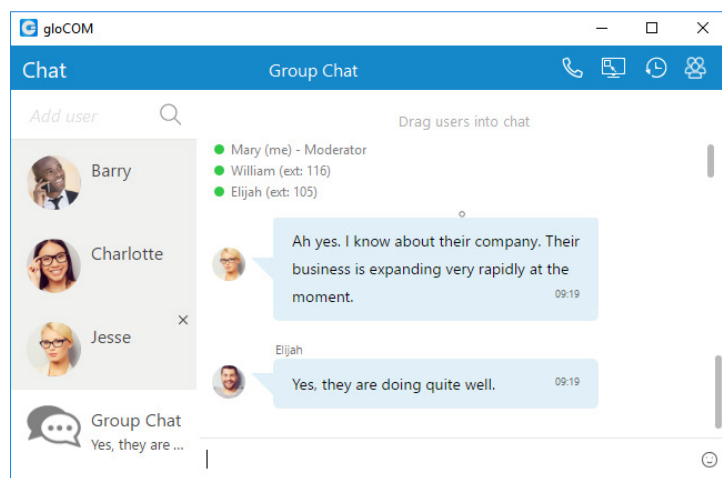 gloCOM
Chat
Group Chat
Add user
Barry
Charlotte
Jesse
Group Chat
Yes, they are ...
Drag users into chat
Mary (me) - Moderator
William (ext: 116)
Elijah (ext: 105)
Ah yes. I know about their company. Their
business is expanding very rapidly at the
moment.
09:19
Elijah
Yes, they are doing quite well.
09:19